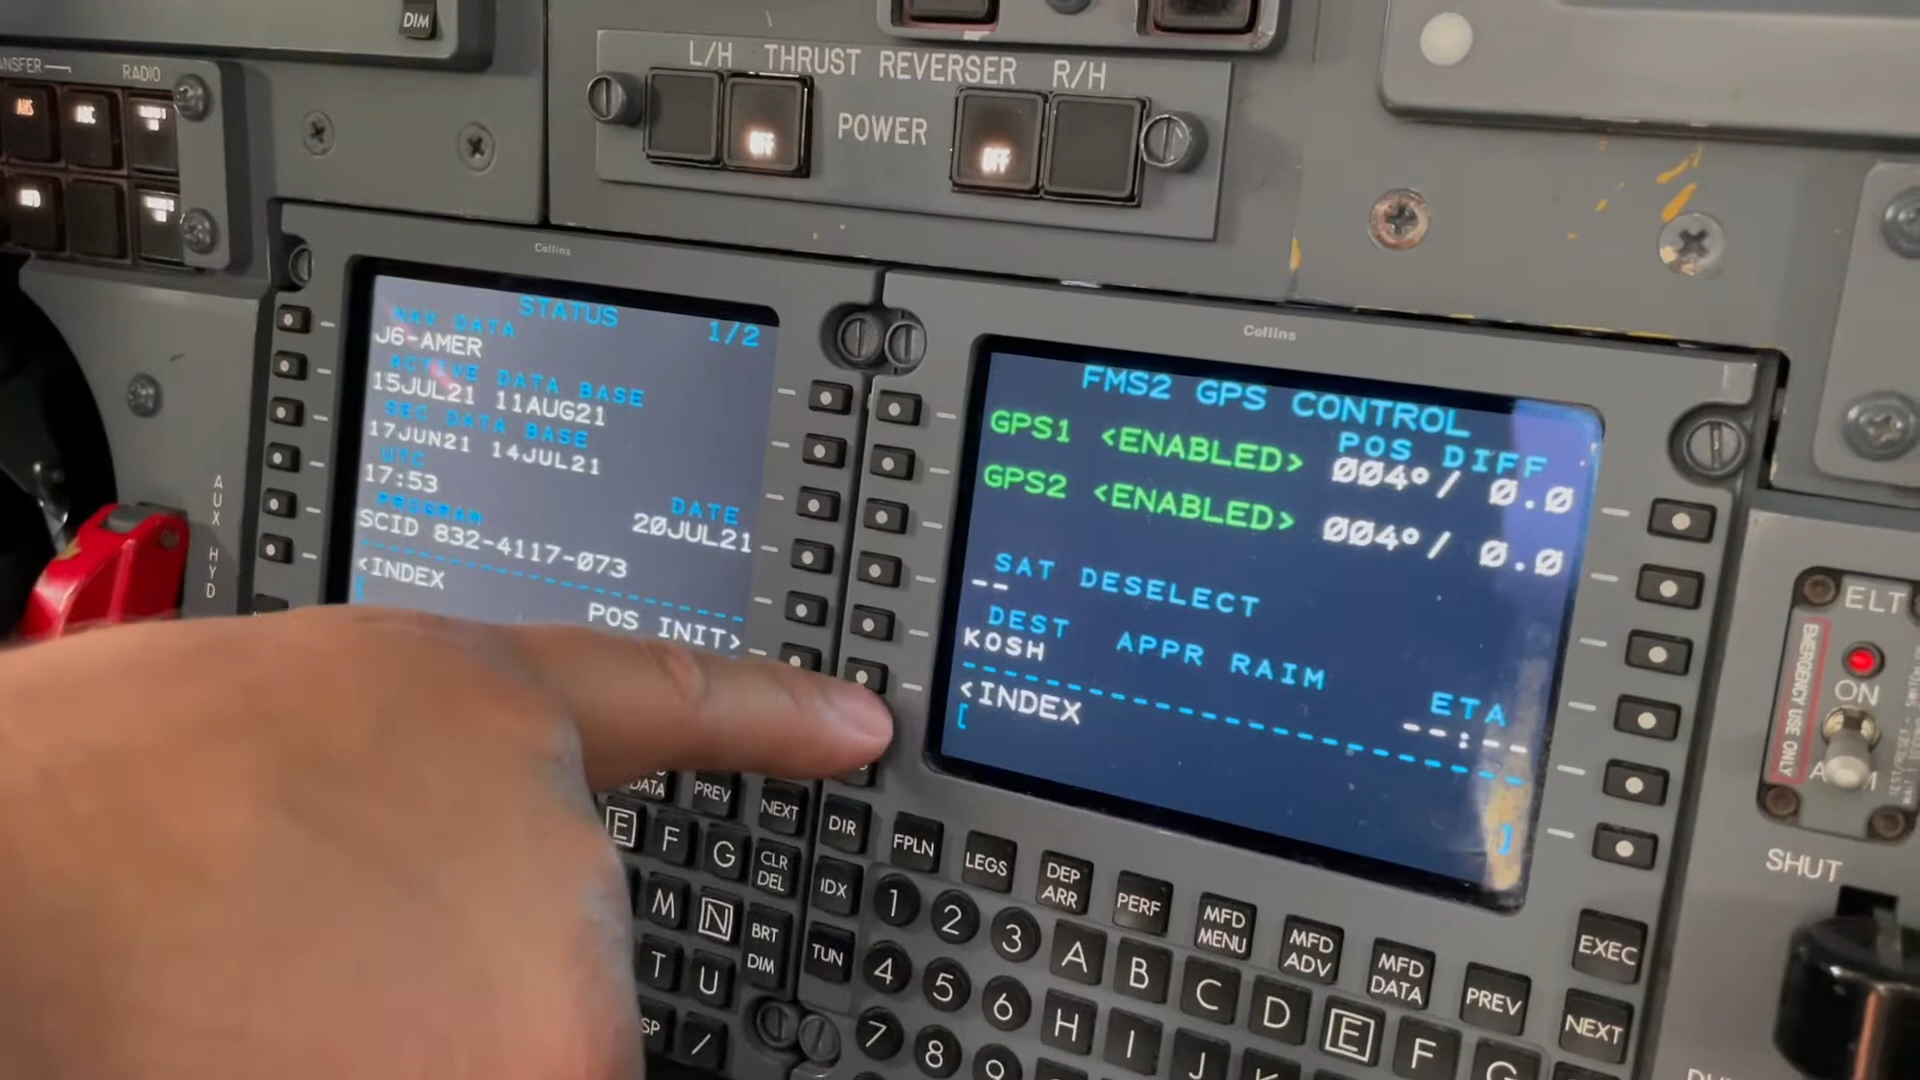 DIM
RADIO
L/H THRUST REVERSER R/H
POWER
OFF
OFF
Collins
STATUS 1/2
NAV DATA
J6-AMER
ACTIVE DATA BASE
15JUL21 11AUG21
SEC DATA BASE
17JUN21 14JUL21
UTC
17:53
DATE
20JUL21
PROGRAM
SCID 832-4117-073
<INDEX
POS INIT>
[
Collins
FMS2 GPS CONTROL
POS DIFF
GPS1 <ENABLED> 004°/ 0.0
GPS2 <ENABLED> 004°/ 0.0
SAT DESELECT
--
DEST APPR RAIM ETA
KOSH --:--
<INDEX
[
AUX HYD
ELT
ON
EMERGENCY USE ONLY
SHUT
DATA PREV NEXT
E F G CLR DEL
M N BRT DIM
T U
SP /
DIR FPLN LEGS DEP ARR PERF MFD MENU MFD ADV MFD DATA PREV NEXT
EXEC
IDX 1 2 3 A B C D E F G
TUN 4 5 6 H I J K
7 8 9